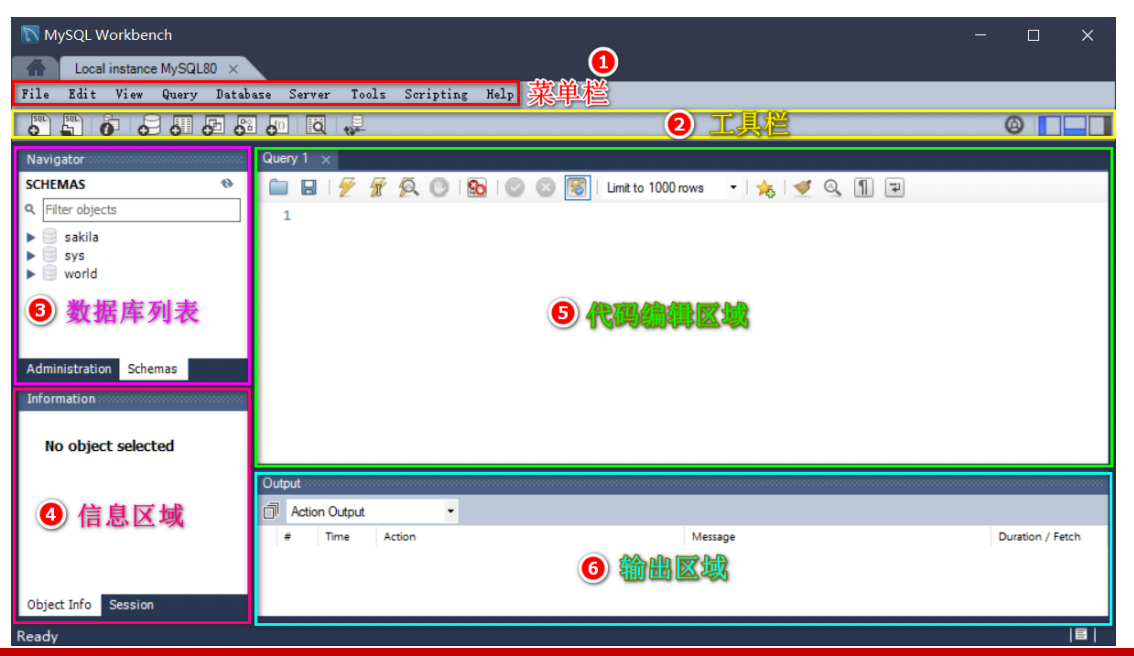 MySQL Workbench
Local instance MySQL80
1
File Edit View Query Database Server Tools Scripting Help 菜单栏
2 工具栏
Navigator
Query 1
SCHEMAS
Limit to 1000 rows
Filter objects
1
sakila
sys
world
3 数据库列表
5 代码编辑区域
Administration Schemas
Information
No object selected
4 信息区域
Object Info Session
Output
Action Output
# Time Action Message Duration / Fetch
6 输出区域
Ready